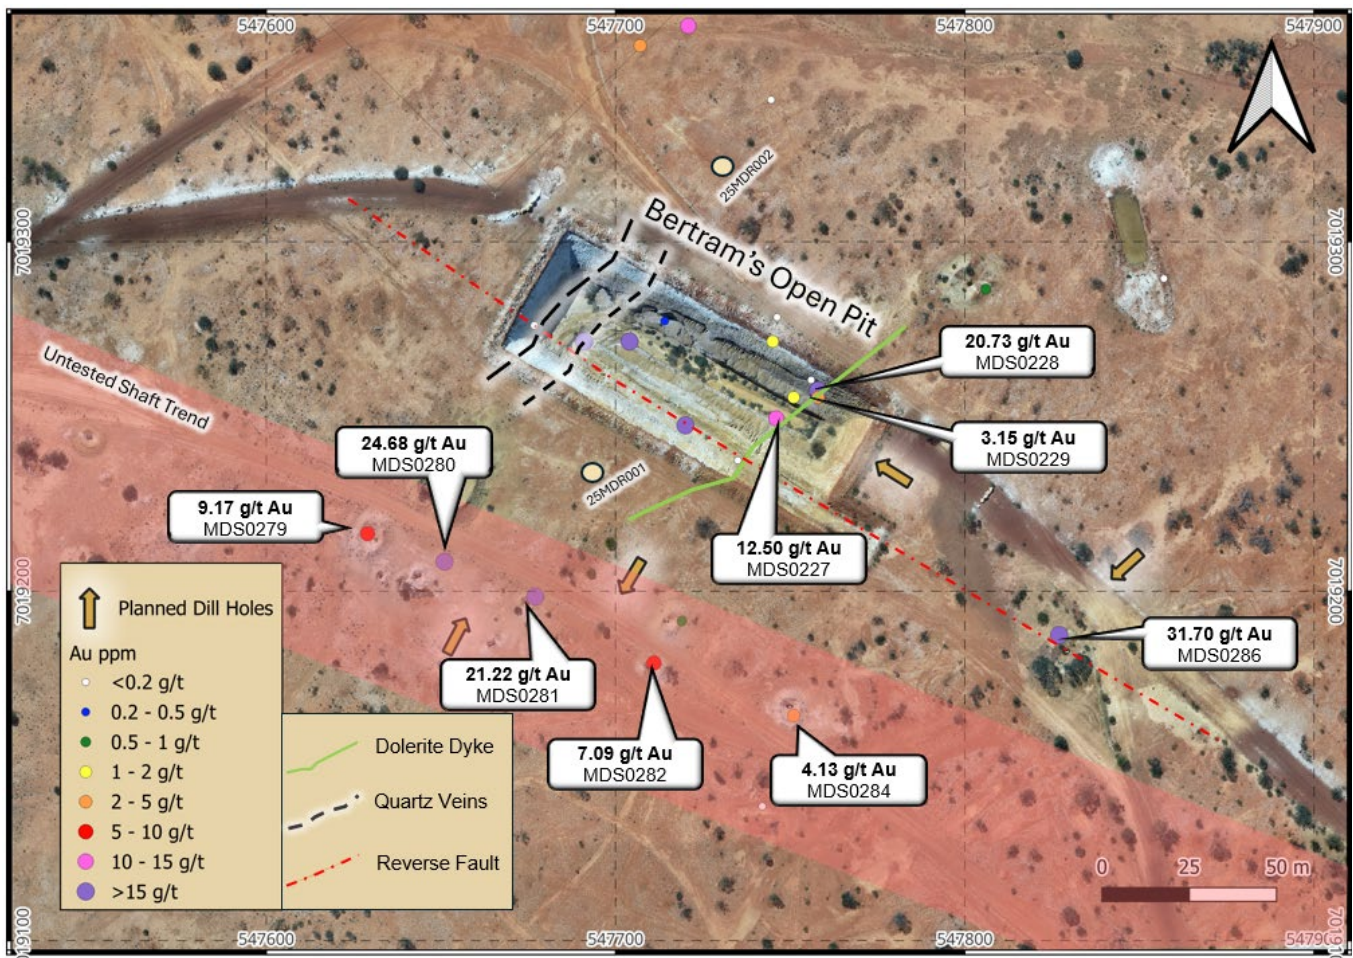 547600
547700
547800
547900
25MDR002
7019300
7019300
Bertram's Open Pit
20.73 g/t Au
MDS0228
Untested Shaft Trend
3.15 g/t Au
MDS0229
24.68 g/t Au
MDS0280
25MDR001
9.17 g/t Au
MDS0279
12.50 g/t Au
MDS0227
7019200
7019200
Planned Dill Holes
31.70 g/t Au
MDS0286
Au ppm
21.22 g/t Au
MDS0281
<0.2 g/t
0.2 - 0.5 g/t
0.5 - 1 g/t
1 - 2 g/t
2 - 5 g/t
5 - 10 g/t
10 - 15 g/t
>15 g/t
Dolerite Dyke
Quartz Veins
Reverse Fault
7.09 g/t Au
MDS0282
4.13 g/t Au
MDS0284
0
25
50 m
7019100
547600
547700
547800